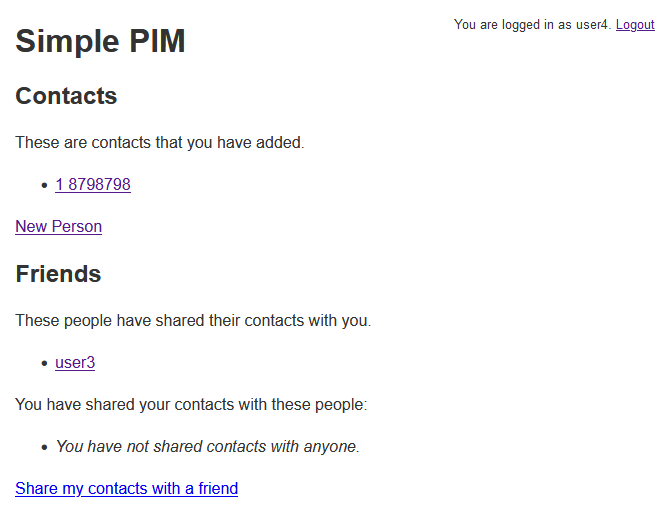 You are logged in as user4. Logout
Simple PIM
Contacts
These are contacts that you have added.
1 8798798
New Person
Friends
These people have shared their contacts with you.
user3
You have shared your contacts with these people:
You have not shared contacts with anyone.
Share my contacts with a friend